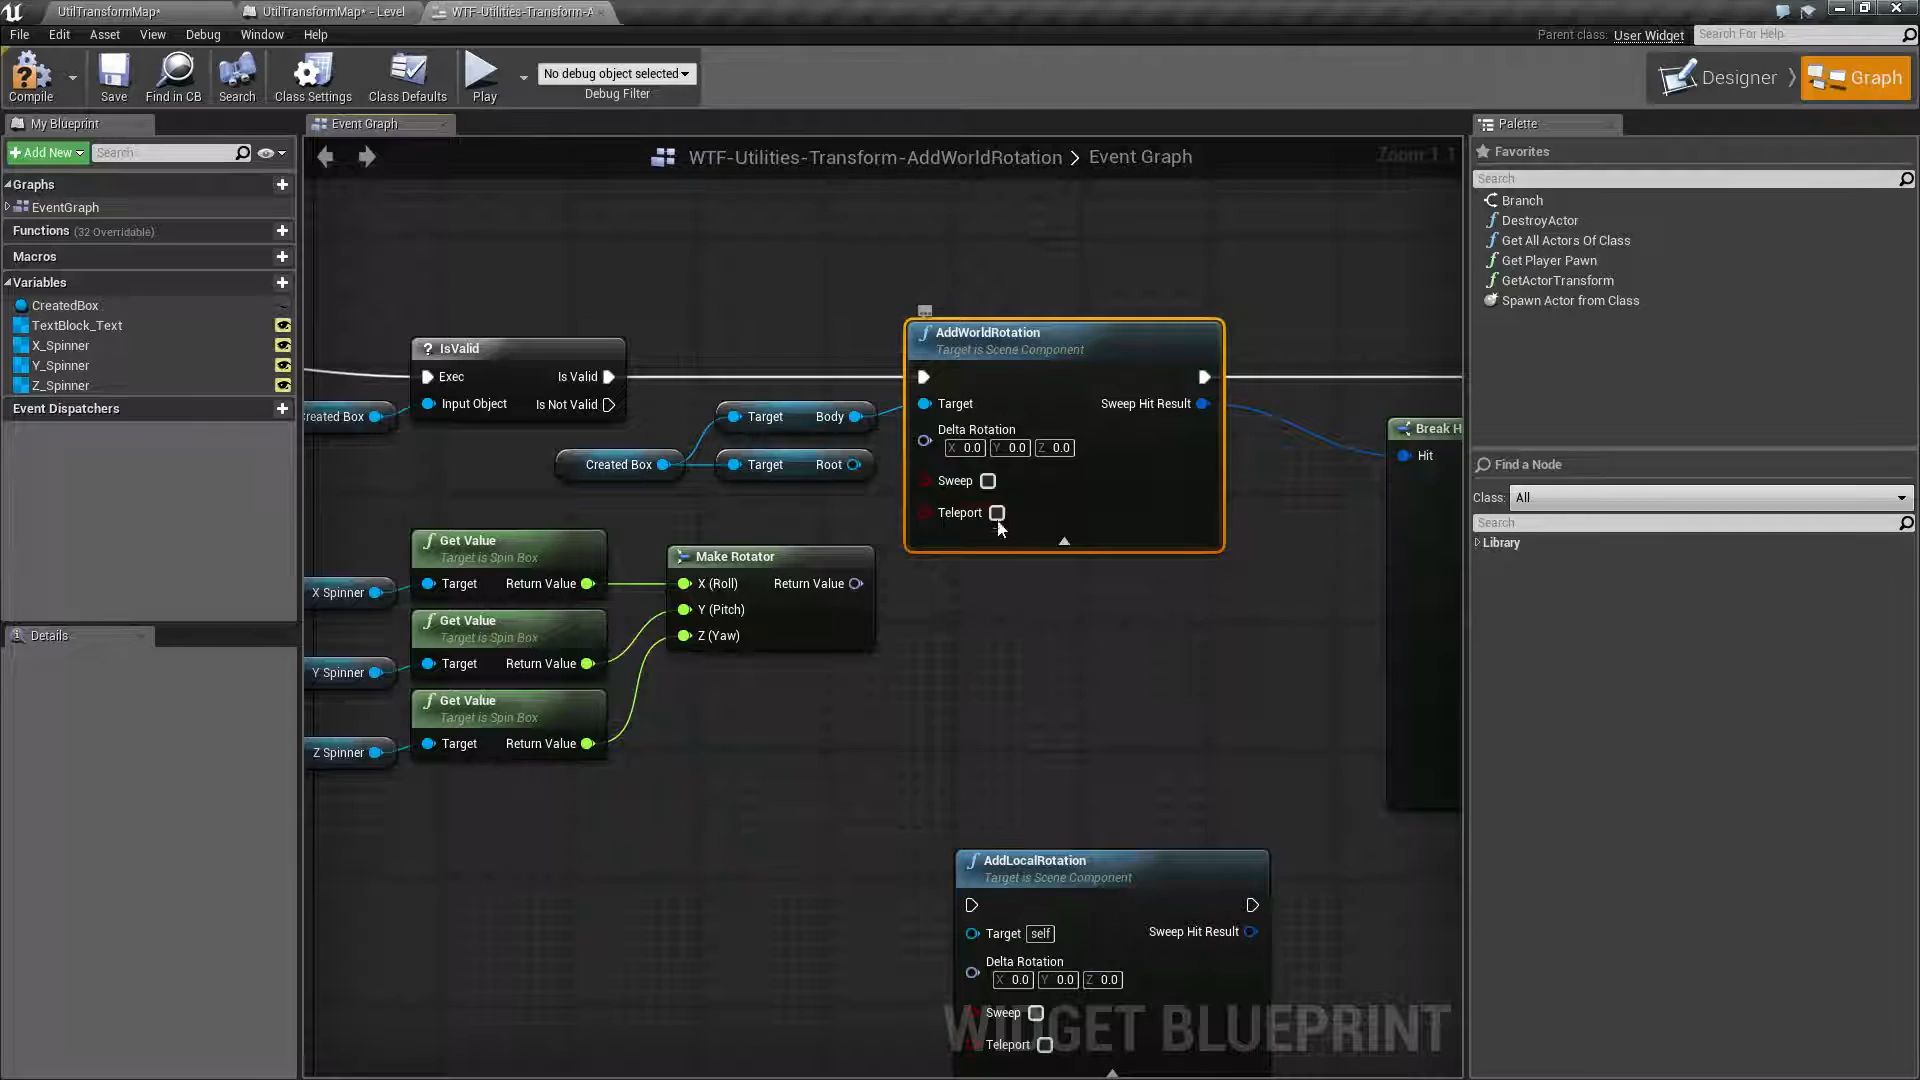 UtilTransformMap*
UtilTransformMap* - Level
WTF-Utilities-Transform-A
File Edit Asset View Debug Window Help
Parent class: User Widget
Search For Help
Compile
Save
Find in CB
Search
Class Settings
Class Defaults
Play
No debug object selected
Debug Filter
Designer
Graph
My Blueprint
Event Graph
Palette
Add New
Search
WTF-Utilities-Transform-AddWorldRotation > Event Graph
Zoom 1:1
Favorites
Search
Branch
DestroyActor
Get All Actors Of Class
Get Player Pawn
GetActorTransform
Spawn Actor from Class
Graphs
EventGraph
Functions (32 Overridable)
Macros
Variables
CreatedBox
TextBlock_Text
X_Spinner
Y_Spinner
Z_Spinner
Event Dispatchers
Details
IsValid
Exec Is Valid
Input Object Is Not Valid
reated Box
Target Body
Created Box
Target Root
AddWorldRotation
Target is Scene Component
Target Sweep Hit Result
Delta Rotation
X 0.0 Y 0.0 Z 0.0
Sweep
Teleport
Break H
Hit
Get Value
Target is Spin Box
X Spinner
Target Return Value
Get Value
Target is Spin Box
Y Spinner
Target Return Value
Get Value
Target is Spin Box
Z Spinner
Target Return Value
Make Rotator
X (Roll) Return Value
Y (Pitch)
Z (Yaw)
AddLocalRotation
Target is Scene Component
Target self Sweep Hit Result
Delta Rotation
X 0.0 Y 0.0 Z 0.0
Sweep
Teleport
WIDGET BLUEPRINT
Find a Node
Class: All
Search
Library